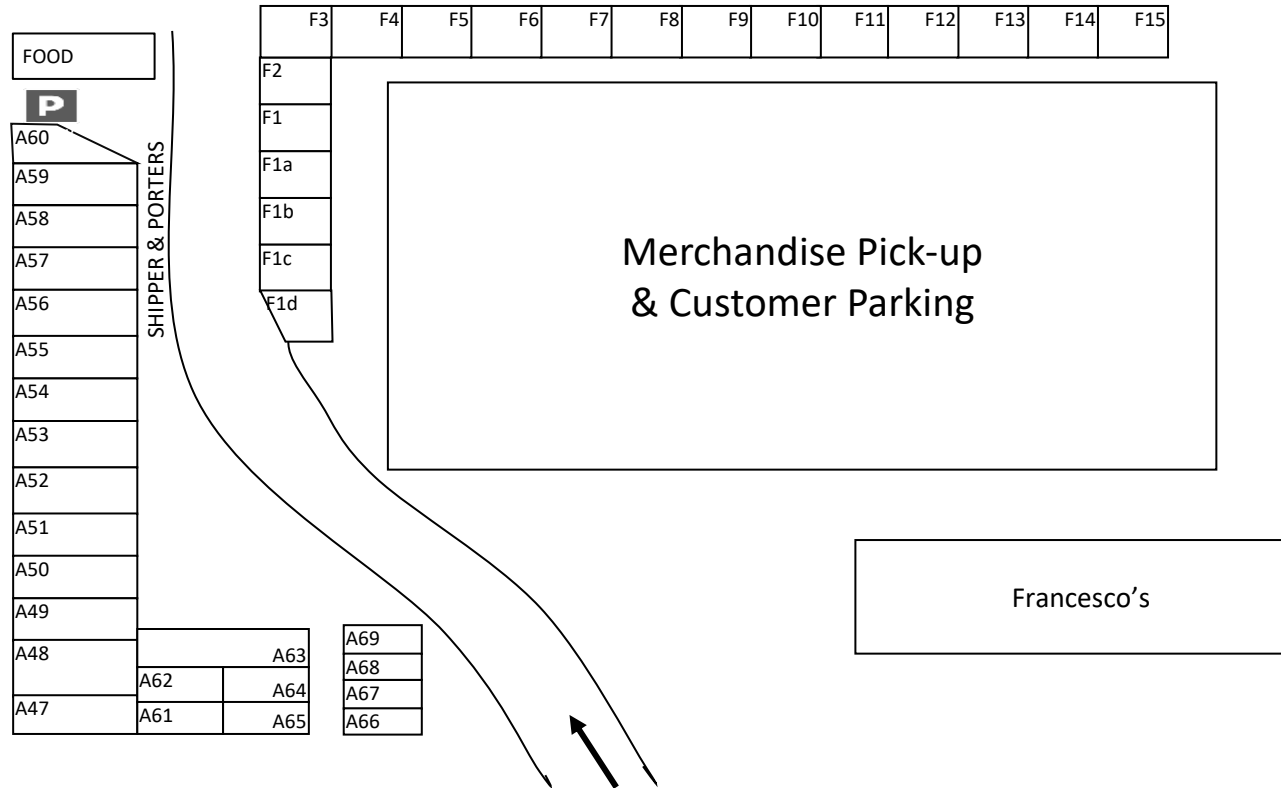 F3
F4
F5
F6
F7
F8
F9
F10
F11
F12
F13
F14
F15
FOOD
P
F2
F1
F1a
F1b
F1c
F1d
A60
A59
A58
A57
A56
A55
A54
A53
A52
A51
A50
A49
A48
A47
SHIPPER & PORTERS
Merchandise Pick-up
& Customer Parking
Francesco’s
A63
A62
A64
A61
A65
A69
A68
A67
A66